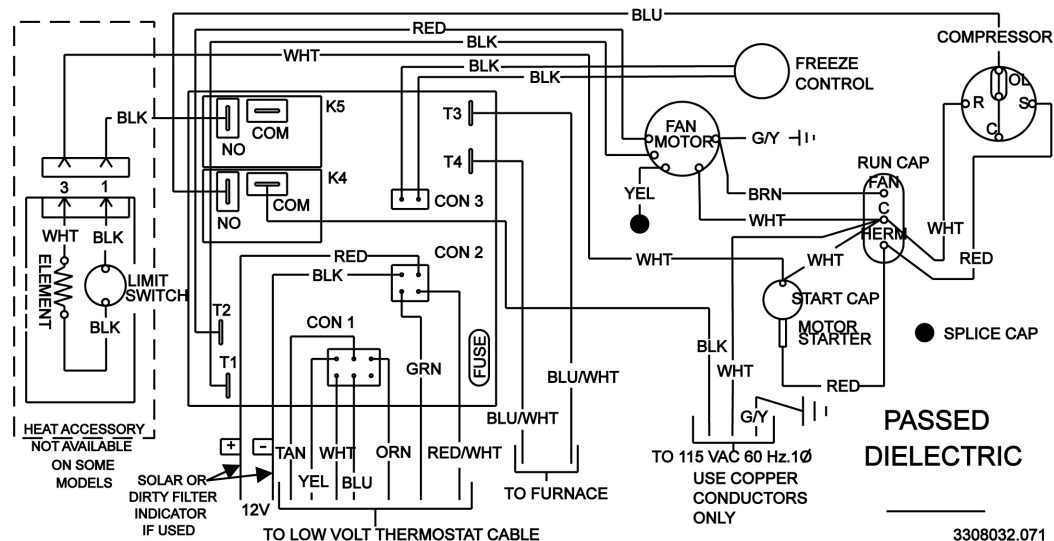 BLU
RED
COMPRESSOR
BLK
WHT
BLK
BLK
FREEZE
CONTROL
OL
R
S
C
K5
COM
NO
BLK
T3
T4
FAN
MOTOR
G/Y
RUN CAP
FAN
C
HERM
K4
COM
NO
CON 3
YEL
BRN
WHT
WHT
RED
3
1
WHT
BLK
ELEMENT
LIMIT
SWITCH
BLK
RED
CON 2
BLK
WHT
WHT
START CAP
MOTOR
STARTER
SPLICE CAP
T2
CON 1
T1
GRN
FUSE
BLK
WHT
RED
BLU/WHT
BLU/WHT
G/Y
PASSED
DIELECTRIC
HEAT ACCESSORY
NOT AVAILABLE
ON SOME
MODELS
+
−
TAN
WHT
ORN
RED/WHT
YEL
BLU
SOLAR OR
DIRTY FILTER
INDICATOR
IF USED
12V
TO LOW VOLT THERMOSTAT CABLE
TO FURNACE
TO 115 VAC 60 Hz.1Ø
USE COPPER
CONDUCTORS
ONLY
3308032.071